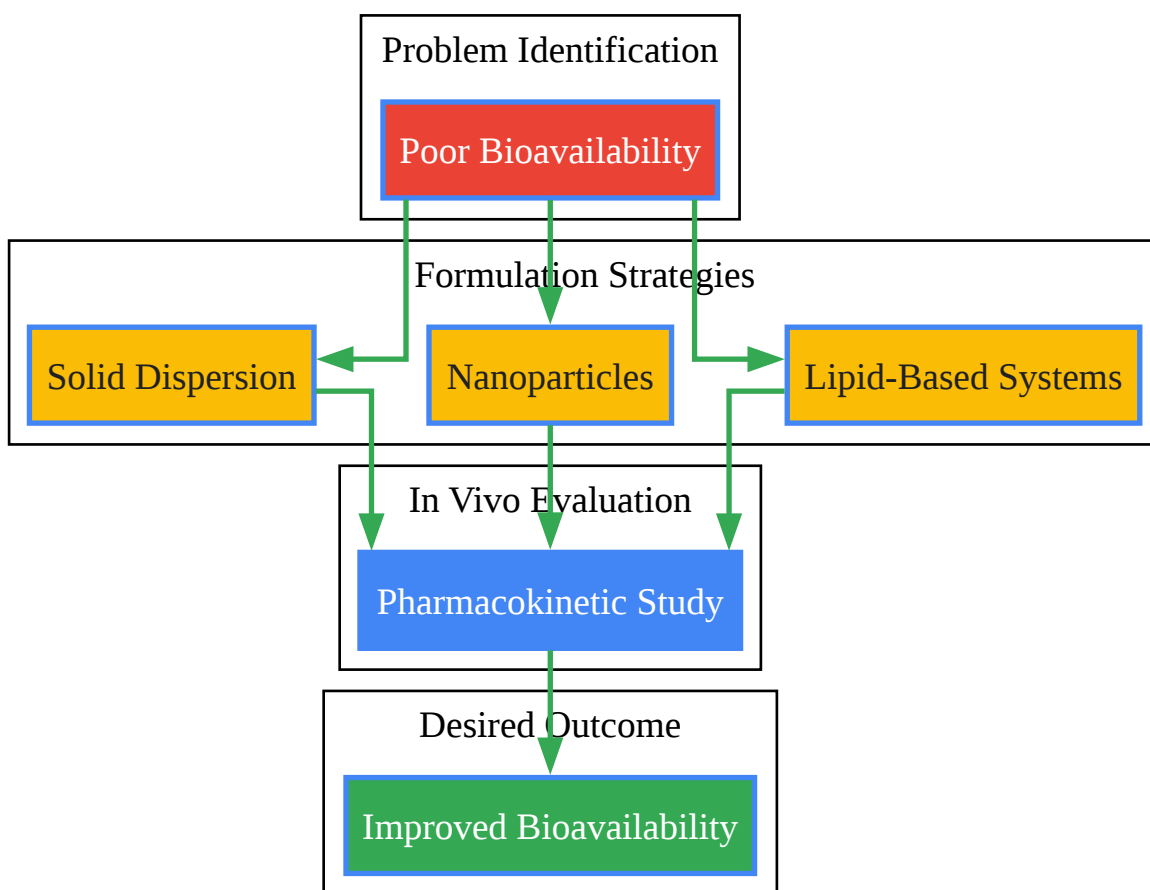 Problem Identification
Poor Bioavailability
Formulation Strategies
Solid Dispersion
Nanoparticles
Lipid-Based Systems
In Vivo Evaluation
Pharmacokinetic Study
Desired Outcome
Improved Bioavailability